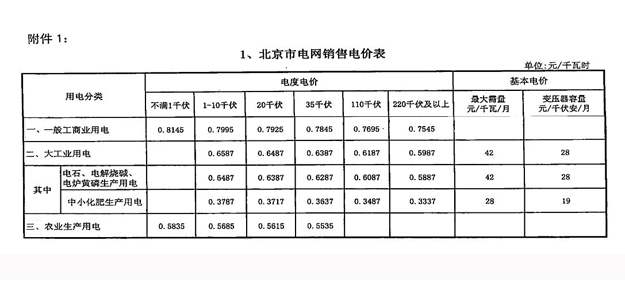 附件1:
1、北京市电网销售电价表
单位:元/千瓦时
用电分类 电度电价 基本电价
不满1千伏 1-10千伏 20千伏 35千伏 110千伏 220千伏及以上 最大需量 变压器容量
元/千瓦/月 元/千伏安/月
一、一般工商业用电 0.8145 0.7995 0.7925 0.7845 0.7695 0.7545
二、大工业用电 0.6587 0.6487 0.6387 0.6187 0.5987 42 28
其中 电石、电解烧碱、
电炉黄磷生产用电 0.6487 0.6387 0.6287 0.6087 0.5887 42 28
中小化肥生产用电 0.3787 0.3717 0.3637 0.3487 0.3337 28 19
三、农业生产用电 0.5835 0.5685 0.5615 0.5535